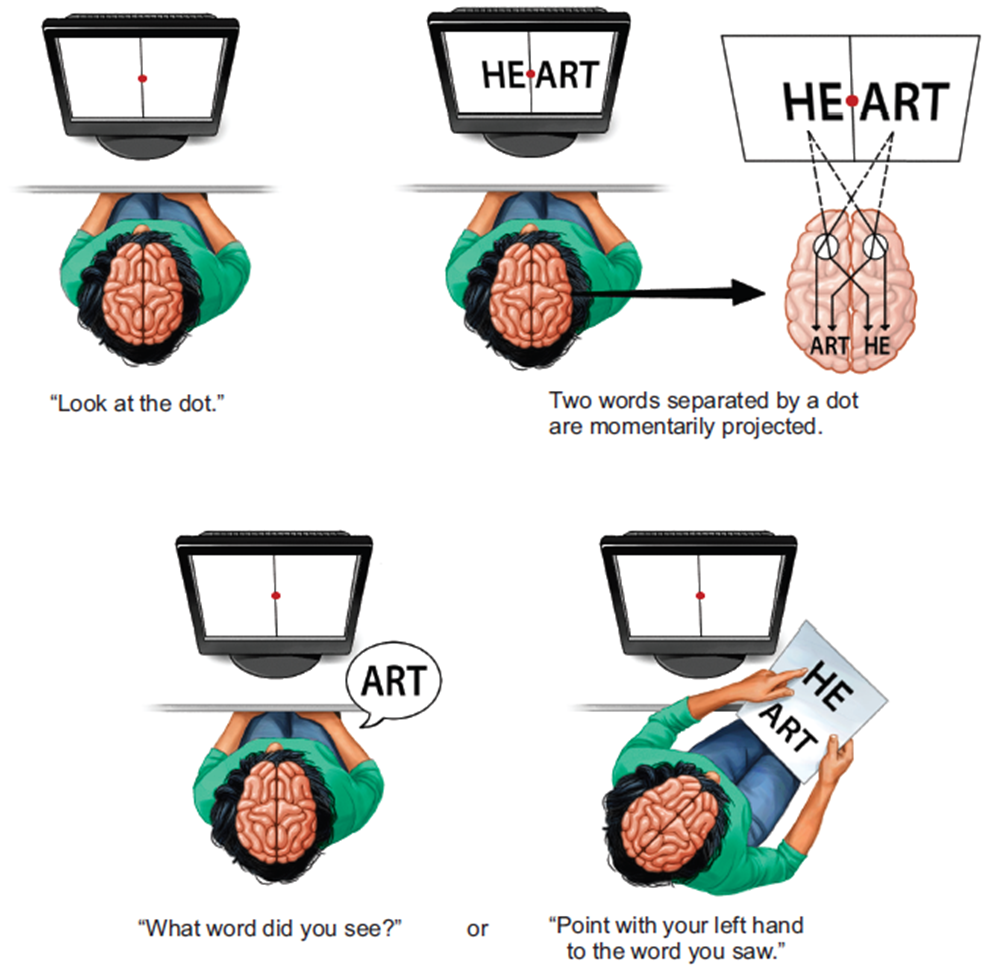 HE ART
HE ART
ART HE
“Look at the dot.”
Two words separated by a dot
are momentarily projected.
ART
HE
ART
“What word did you see?”
or
“Point with your left hand
to the word you saw.”